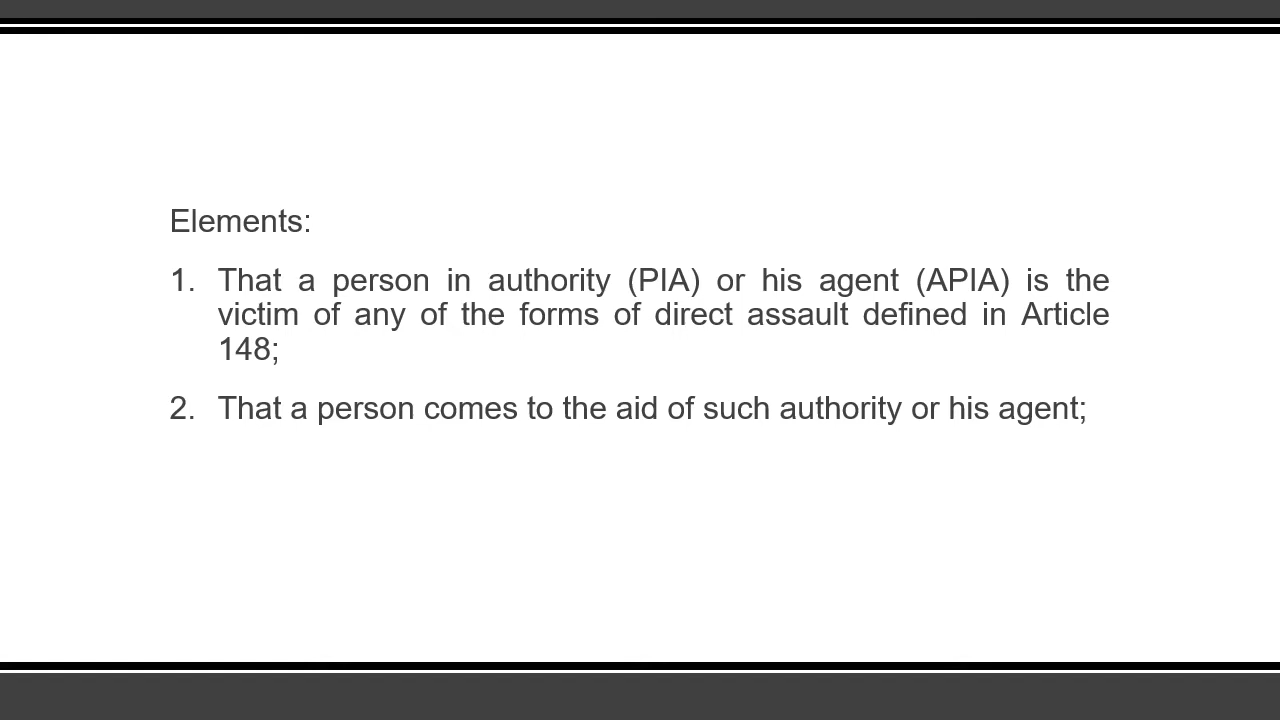 Elements:
1. That a person in authority (PIA) or his agent (APIA) is the
victim of any of the forms of direct assault defined in Article
148;
2. That a person comes to the aid of such authority or his agent;